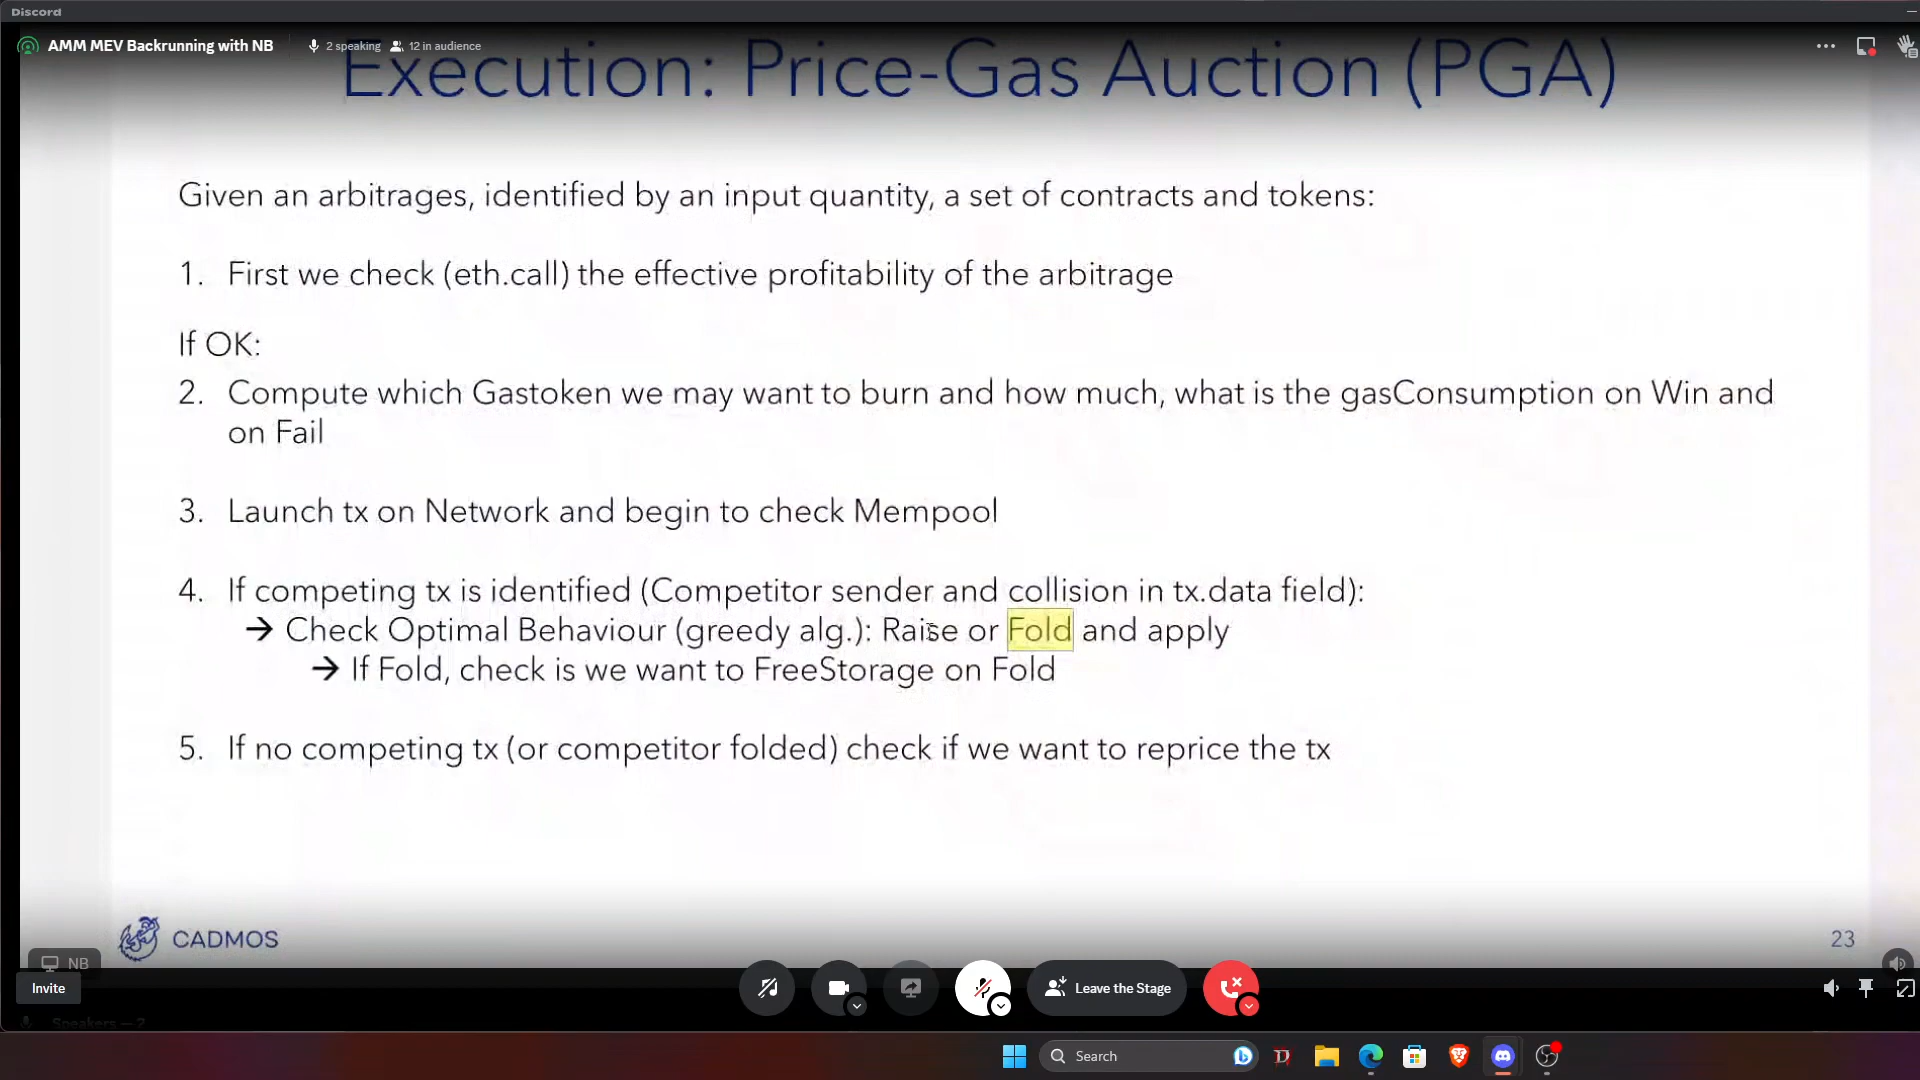 Discord
AMM MEV Backrunning with NB
2 speaking
12 in audience
Execution: Price-Gas Auction (PGA)
Given an arbitrages, identified by an input quantity, a set of contracts and tokens:
1. First we check (eth.call) the effective profitability of the arbitrage
If OK:
2. Compute which Gastoken we may want to burn and how much, what is the gasConsumption on Win and
on Fail
3. Launch tx on Network and begin to check Mempool
4. If competing tx is identified (Competitor sender and collision in tx.data field):
→ Check Optimal Behaviour (greedy alg.): Raise or Fold and apply
→ If Fold, check is we want to FreeStorage on Fold
5. If no competing tx (or competitor folded) check if we want to reprice the tx
CADMOS
23
NB
Invite
Leave the Stage
Speakers — 2
Search